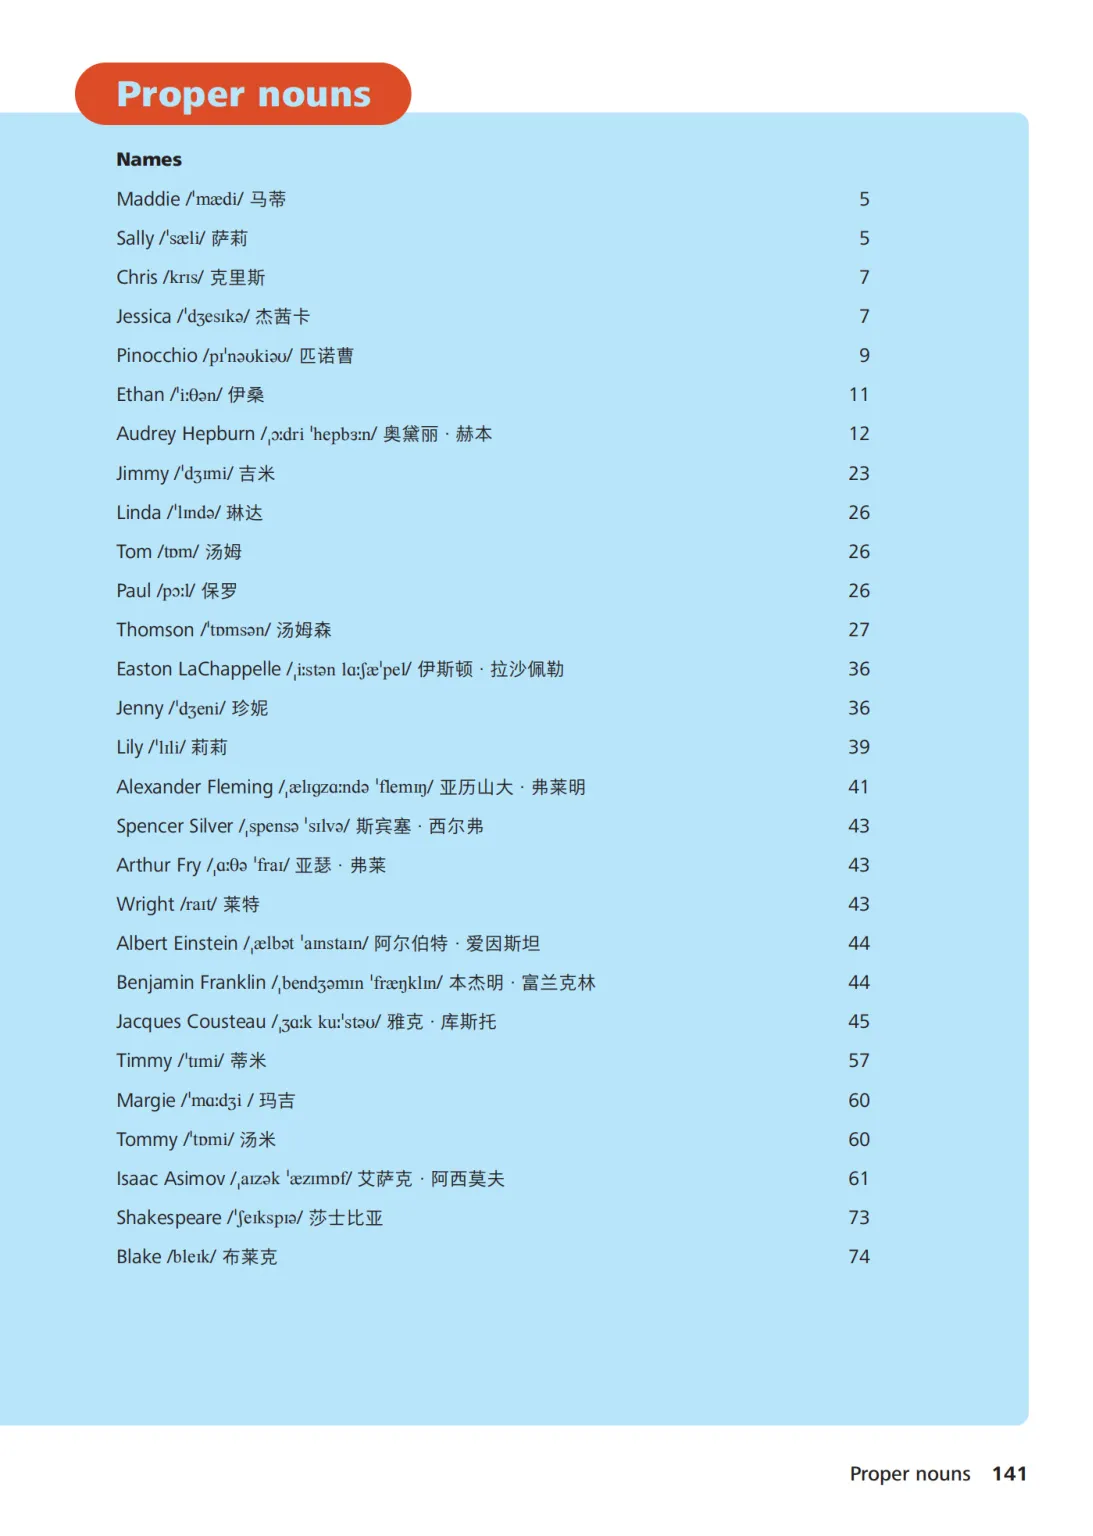 Proper nouns
Names
Maddie /ˈmædi/ 马蒂 5
Sally /ˈsæli/ 萨莉 5
Chris /krɪs/ 克里斯 7
Jessica /ˈdʒesɪkə/ 杰茜卡 7
Pinocchio /pɪˈnəʊkiəʊ/ 匹诺曹 9
Ethan /ˈiːθən/ 伊桑 11
Audrey Hepburn /ˌɔːdri ˈhepbɜːn/ 奥黛丽 · 赫本 12
Jimmy /ˈdʒɪmi/ 吉米 23
Linda /ˈlɪndə/ 琳达 26
Tom /tɒm/ 汤姆 26
Paul /pɔːl/ 保罗 26
Thomson /ˈtɒmsən/ 汤姆森 27
Easton LaChappelle /ˌiːstən lɑːʃæˈpel/ 伊斯顿 · 拉沙佩勒 36
Jenny /ˈdʒeni/ 珍妮 36
Lily /ˈlɪli/ 莉莉 39
Alexander Fleming /ˌælɪgzɑːndə ˈflemɪŋ/ 亚历山大 · 弗莱明 41
Spencer Silver /ˌspensə ˈsɪlvə/ 斯宾塞 · 西尔弗 43
Arthur Fry /ˌɑːθə ˈfraɪ/ 亚瑟 · 弗莱 43
Wright /raɪt/ 莱特 43
Albert Einstein /ˌælbət ˈaɪnstaɪn/ 阿尔伯特 · 爱因斯坦 44
Benjamin Franklin /ˌbendʒəmɪn ˈfræŋklɪn/ 本杰明 · 富兰克林 44
Jacques Cousteau /ˌʒɑːk kuːˈstəʊ/ 雅克 · 库斯托 45
Timmy /ˈtɪmi/ 蒂米 57
Margie /ˈmɑːdʒi / 玛吉 60
Tommy /ˈtɒmi/ 汤米 60
Isaac Asimov /ˌaɪzək ˈæzɪmɒf/ 艾萨克 · 阿西莫夫 61
Shakespeare /ˈʃeɪkspɪə/ 莎士比亚 73
Blake /bleɪk/ 布莱克 74
Proper nouns 141